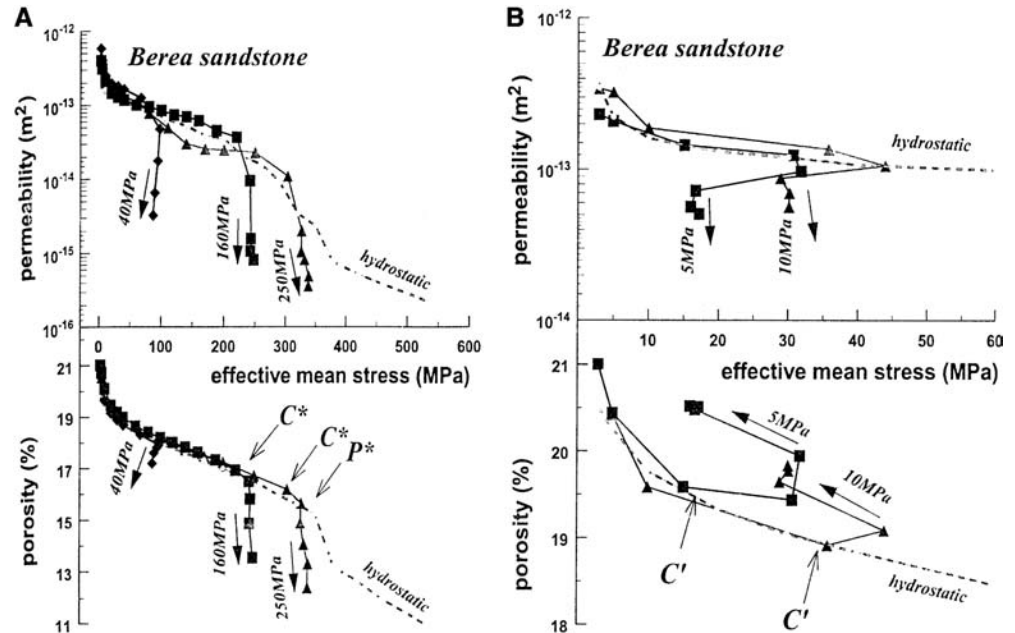 A
10⁻¹²
10⁻¹³
10⁻¹⁴
10⁻¹⁵
10⁻¹⁶
permeability (m²)
Berea sandstone
40MPa
160MPa
250MPa
hydrostatic
0 100 200 300 400 500 600
effective mean stress (MPa)
21
19
17
15
13
11
porosity (%)
C*
C*
P*
40MPa
160MPa
250MPa
hydrostatic
B
10⁻¹²
10⁻¹³
10⁻¹³
10⁻¹⁴
permeability (m²)
Berea sandstone
hydrostatic
5MPa
10MPa
10 20 30 40 50 60
effective mean stress (MPa)
21
20
19
18
porosity (%)
5MPa
10MPa
C'
C'
hydrostatic